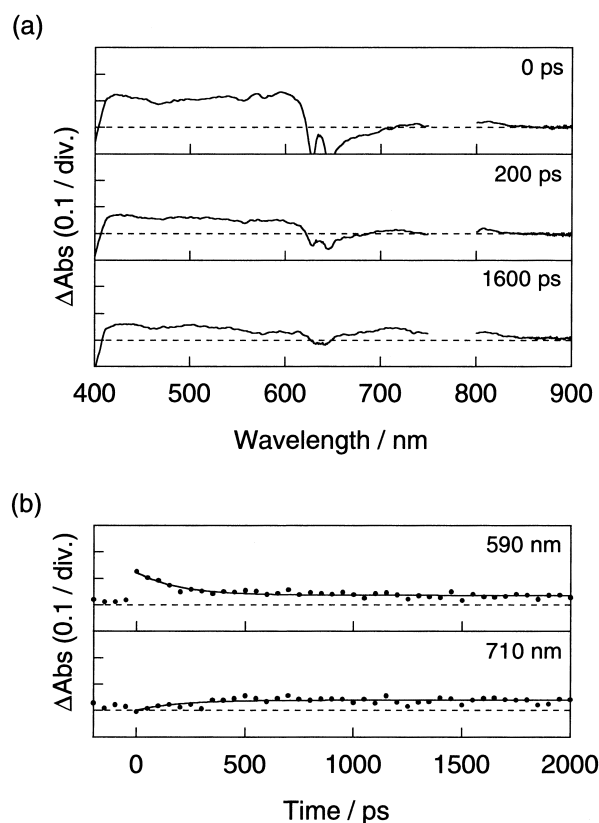 (a)
0 ps
200 ps
1600 ps
ΔAbs (0.1 / div.)
400 500 600 700 800 900
Wavelength / nm
(b)
590 nm
710 nm
ΔAbs (0.1 / div.)
0 500 1000 1500 2000
Time / ps